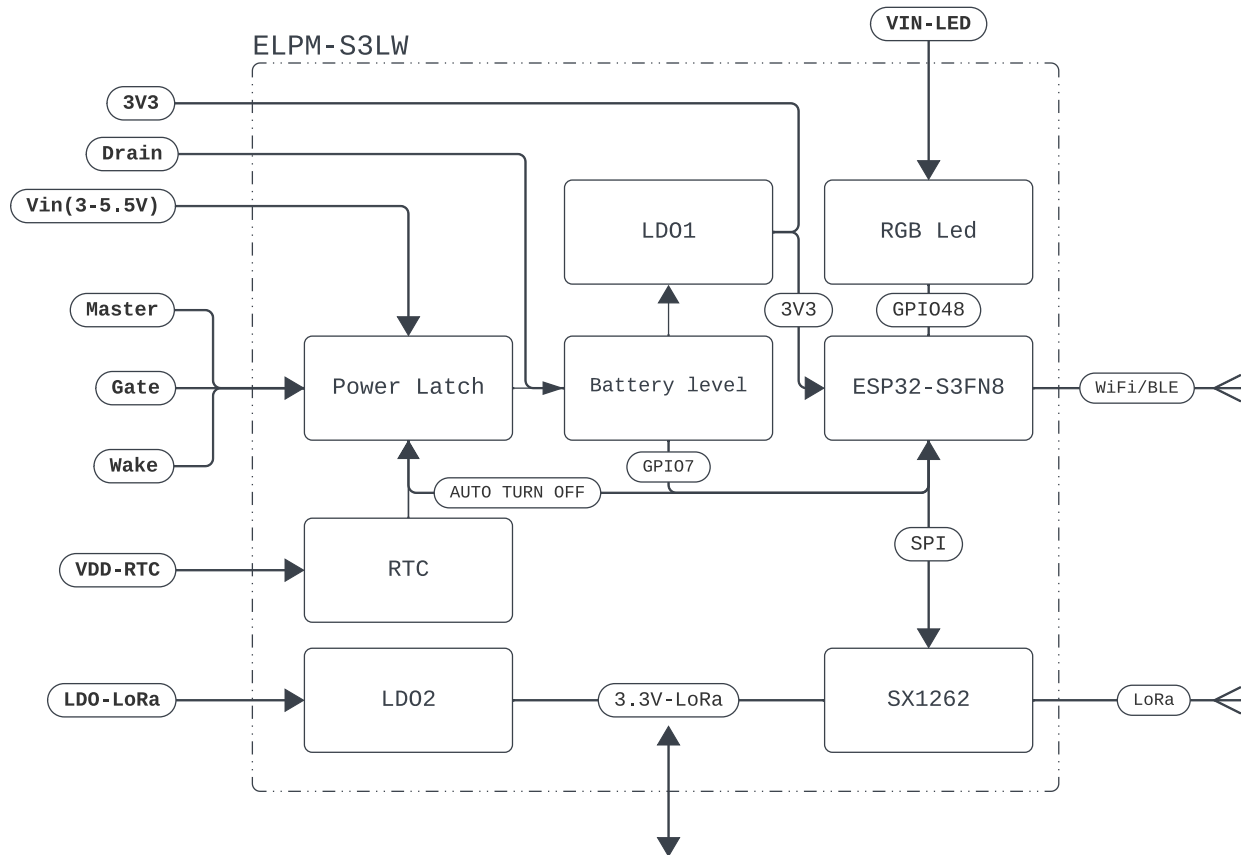 VIN-LED
ELPM-S3LW
3V3
Drain
Vin(3-5.5V)
LDO1
RGB Led
Master
3V3
GPIO48
Gate
Power Latch
Battery level
ESP32-S3FN8
WiFi/BLE
Wake
GPIO7
AUTO TURN OFF
SPI
VDD-RTC
RTC
LDO-LoRa
LDO2
3.3V-LoRa
SX1262
LoRa